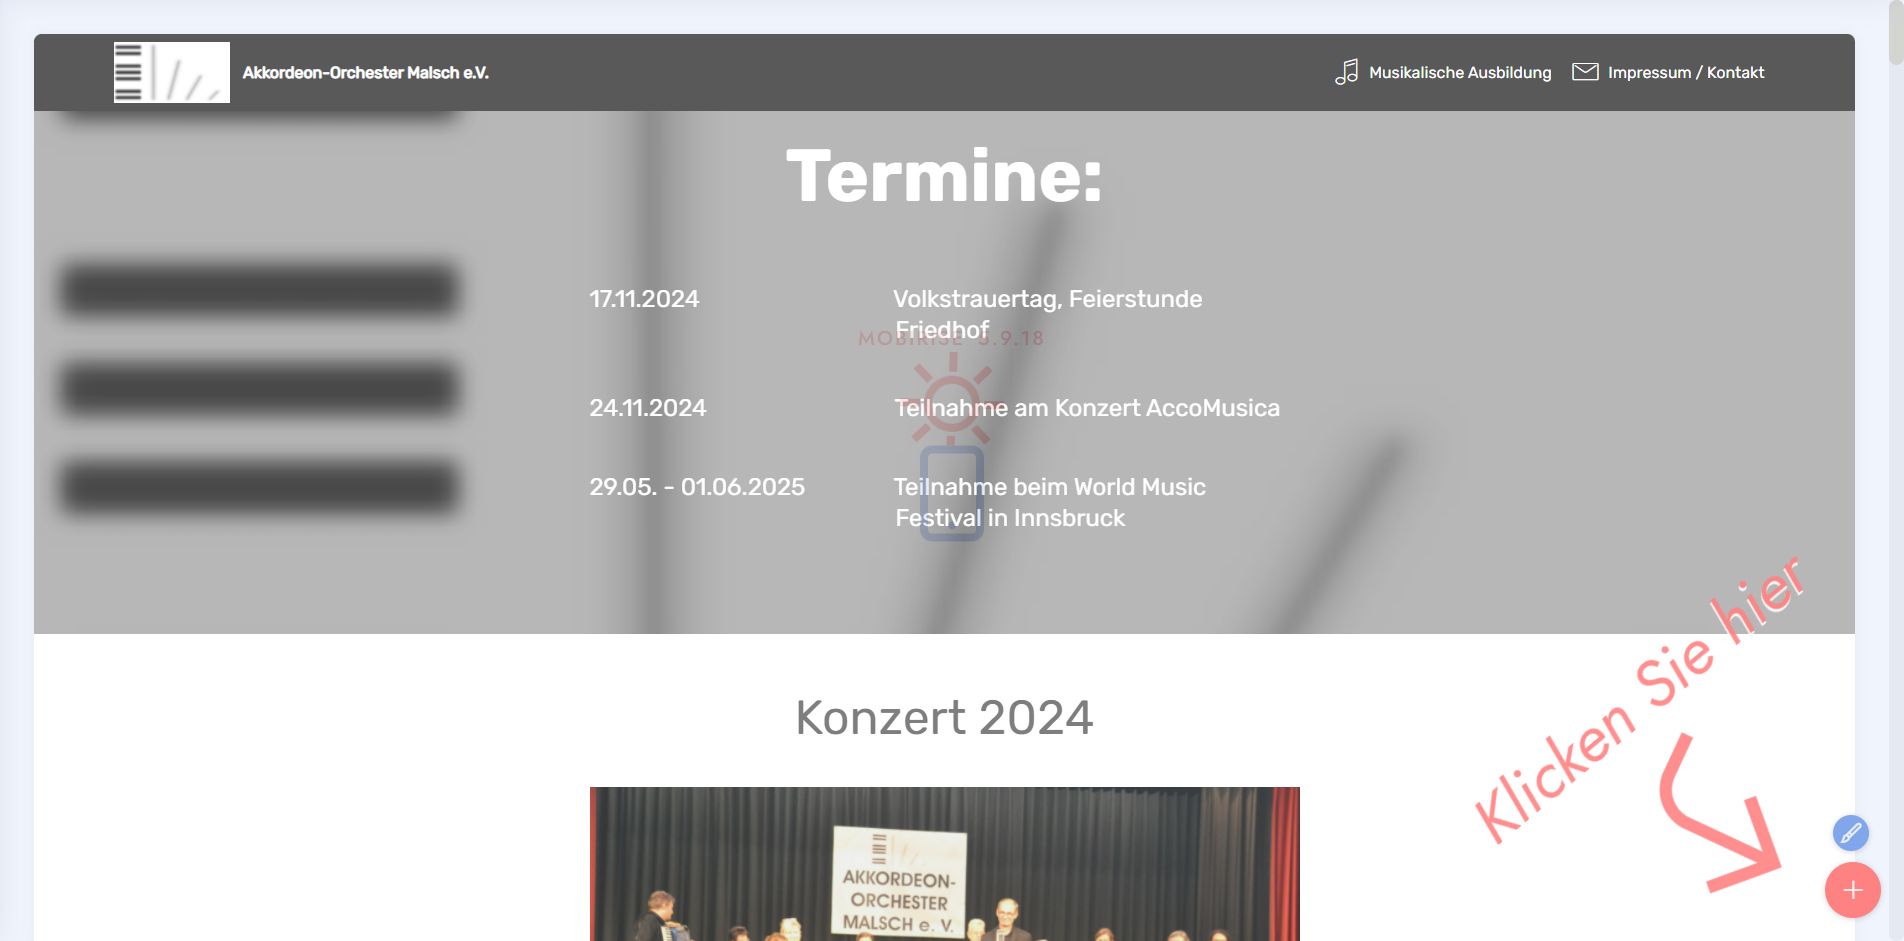 Akkordeon-Orchester Malsch e.V.
Musikalische Ausbildung
Impressum / Kontakt
Termine:
17.11.2024
Volkstrauertag, Feierstunde
Friedhof
MOBIRISE 5.9.18
24.11.2024
Teilnahme am Konzert AccoMusica
29.05. - 01.06.2025
Teilnahme beim World Music
Festival in Innsbruck
Klicken Sie hier
Konzert 2024
AKKORDEON-
ORCHESTER
MALSCH e. V.